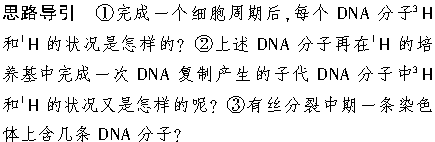 思路导引 ①完成一个细胞周期后,每个 DNA 分子³H
和¹H 的状况是怎样的? ②上述 DNA 分子再在¹H 的培
养基中完成一次 DNA 复制产生的子代 DNA 分子中³H
和¹H 的状况又是怎样的呢? ③有丝分裂中期一条染色
体上含几条 DNA 分子?